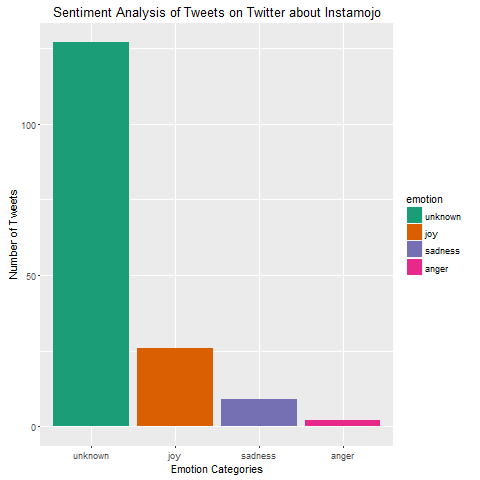 Sentiment Analysis of Tweets on Twitter about Instamojo
Number of Tweets
100
50
0
unknown
joy
sadness
anger
Emotion Categories
emotion
unknown
joy
sadness
anger